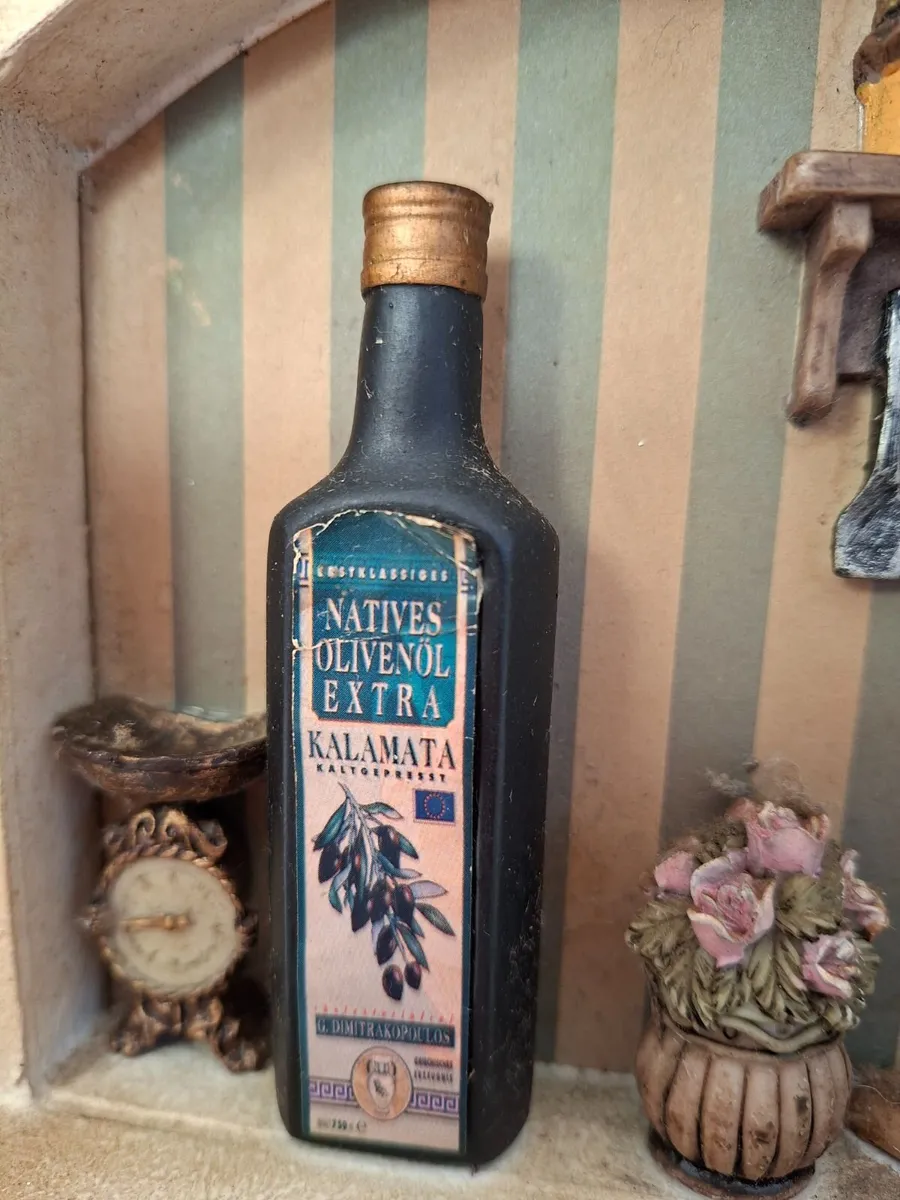 ERSTKLASSIGES
NATIVES
OLIVENÖL
EXTRA
KALAMATA
KALTGEPRESST
G. DIMITRAKOPOULOS
750 ℮